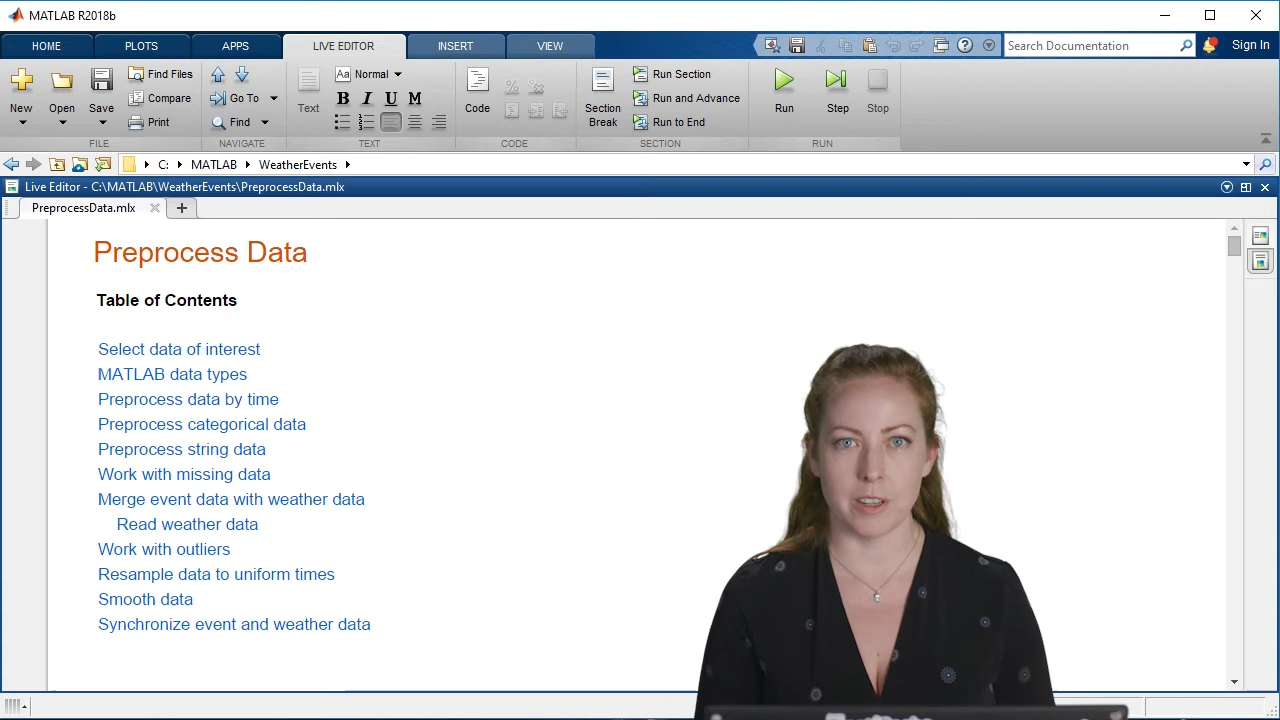 MATLAB R2018b
HOME PLOTS APPS LIVE EDITOR INSERT VIEW
Search Documentation Sign In
New Open Save Find Files Compare Print
FILE
Go To Find
NAVIGATE
Text Normal B I U M
TEXT
Code
CODE
Section Break Run Section Run and Advance Run to End
SECTION
Run Step Stop
RUN
C: MATLAB WeatherEvents
Live Editor - C:\MATLAB\WeatherEvents\PreprocessData.mlx
PreprocessData.mlx
Preprocess Data
Table of Contents
Select data of interest
MATLAB data types
Preprocess data by time
Preprocess categorical data
Preprocess string data
Work with missing data
Merge event data with weather data
Read weather data
Work with outliers
Resample data to uniform times
Smooth data
Synchronize event and weather data